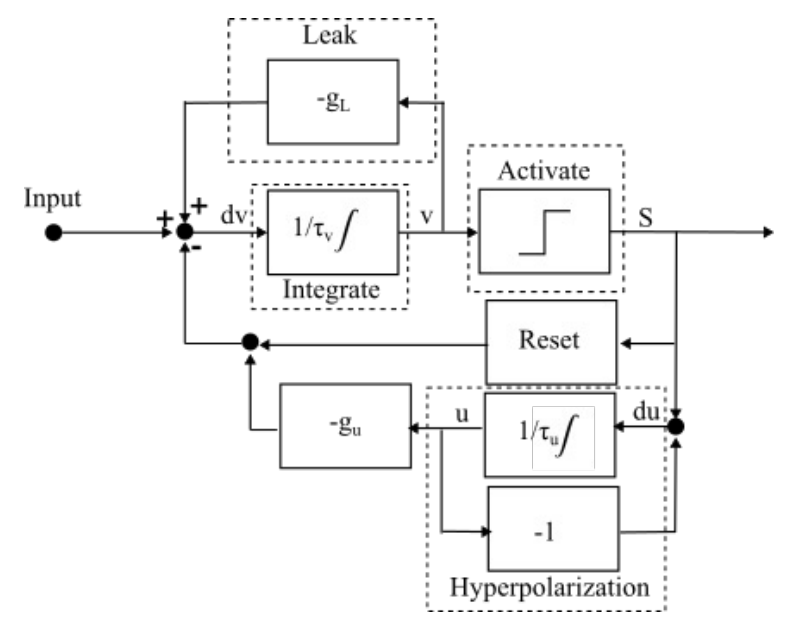 Leak
-gL
Input
+
+
-
dv
1/τv∫
v
Integrate
Activate
S
Reset
-gu
u
1/τu∫
du
-1
Hyperpolarization